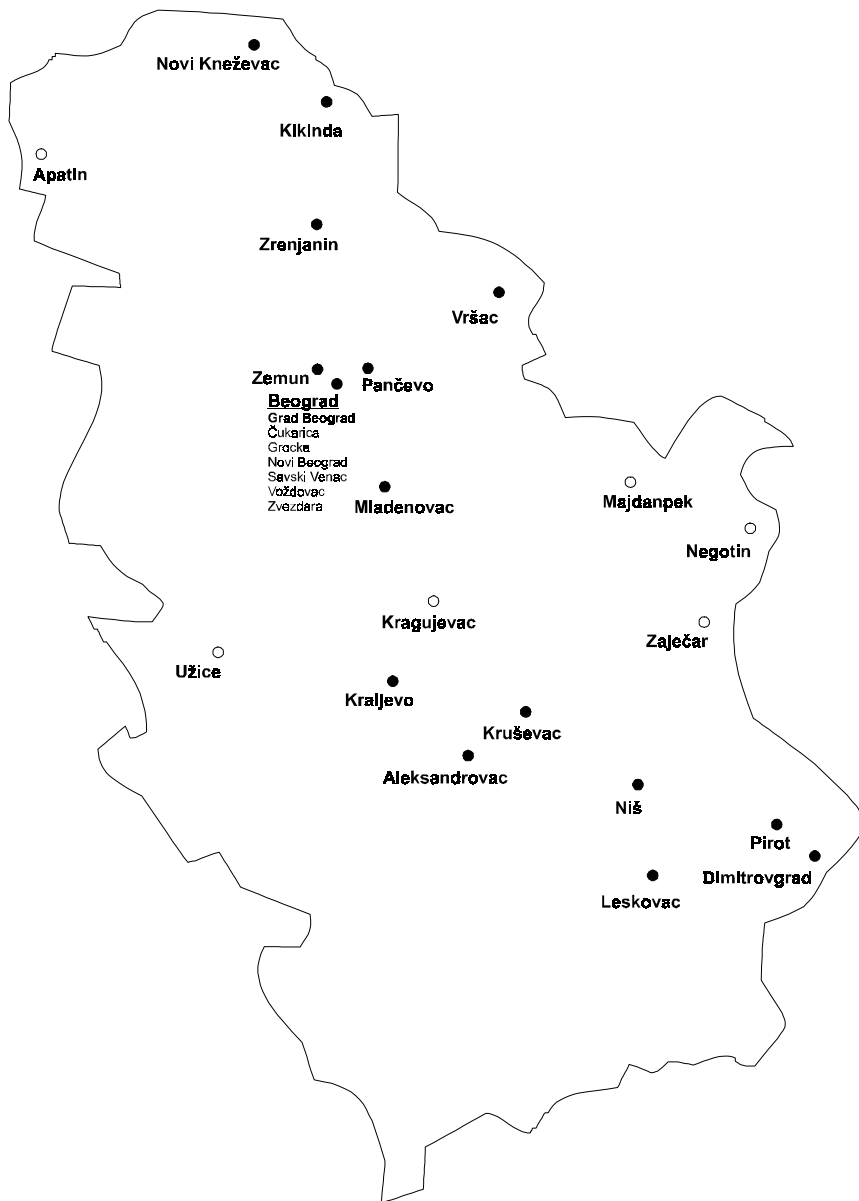 Novi Kneževac
Kikinda
Apatin
Zrenjanin
Vršac
Zemun
Pančevo
Beograd
Grad Beograd
Čukarica
Grocka
Novi Beograd
Savski Venac
Voždovac
Zvezdara
Mladenovac
Majdanpek
Negotin
Kragujevac
Zaječar
Užice
Kraljevo
Kruševac
Aleksandrovac
Niš
Pirot
Dimitrovgrad
Leskovac